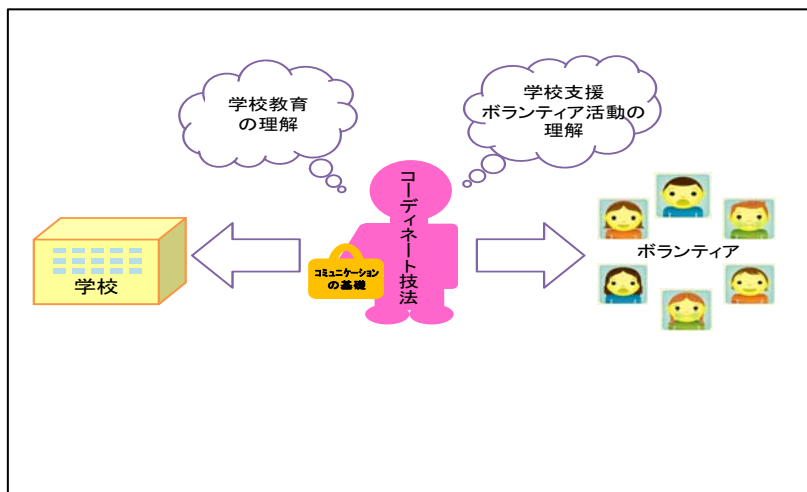 学校教育
の理解
学校支援
ボランティア活動の
理解
コーディネート技法
コミュニケーション
の基礎
学校
ボランティア